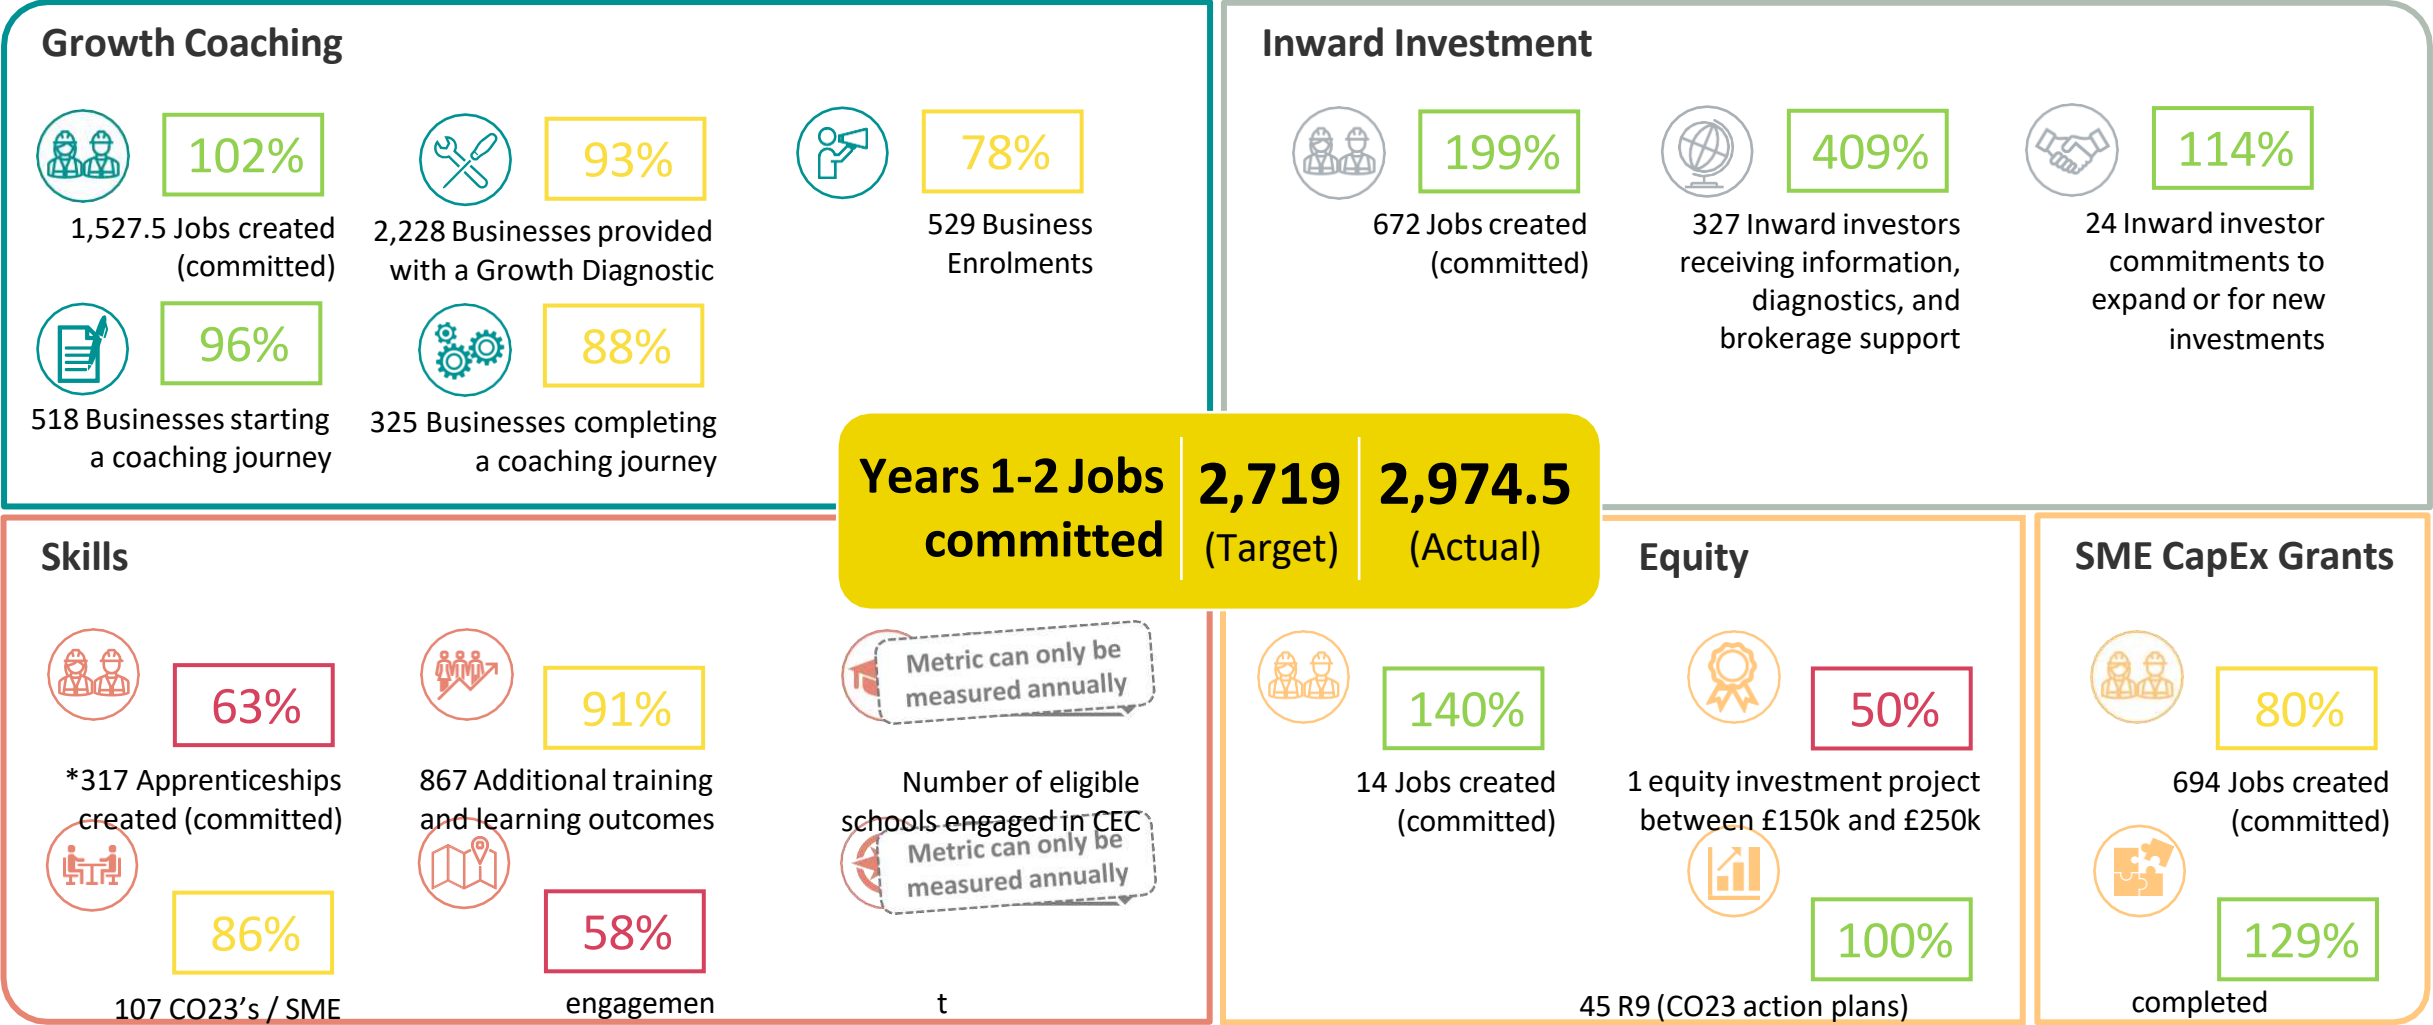 Growth Coaching
102%
1,527.5 Jobs created
(committed)
93%
2,228 Businesses provided
with a Growth Diagnostic
78%
529 Business
Enrolments
96%
518 Businesses starting
a coaching journey
88%
325 Businesses completing
a coaching journey
Inward Investment
199%
672 Jobs created
(committed)
409%
327 Inward investors
receiving information,
diagnostics, and
brokerage support
114%
24 Inward investor
commitments to
expand or for new
investments
Years 1-2 Jobs
committed
2,719
(Target)
2,974.5
(Actual)
Skills
63%
*317 Apprenticeships
created (committed)
91%
867 Additional training
and learning outcomes
Metric can only be
measured annually
Number of eligible
schools engaged in CEC
86%
107 CO23's / SME
58%
engagemen
Metric can only be
measured annually
t
Equity
140%
14 Jobs created
(committed)
50%
1 equity investment project
between £150k and £250k
100%
45 R9 (CO23 action plans)
SME CapEx Grants
80%
694 Jobs created
(committed)
129%
completed